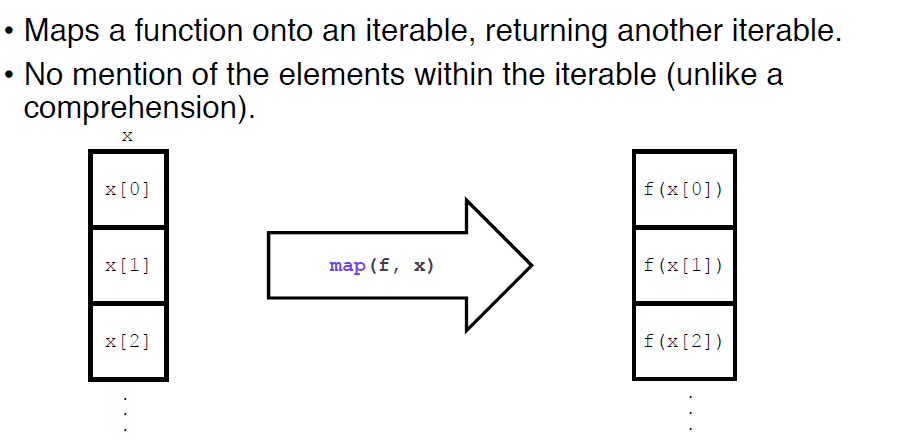 • Maps a function onto an iterable, returning another iterable.
• No mention of the elements within the iterable (unlike a
comprehension).
x
x[0]
x[1]
x[2]
.
.
.
map(f, x)
f(x[0])
f(x[1])
f(x[2])
.
.
.